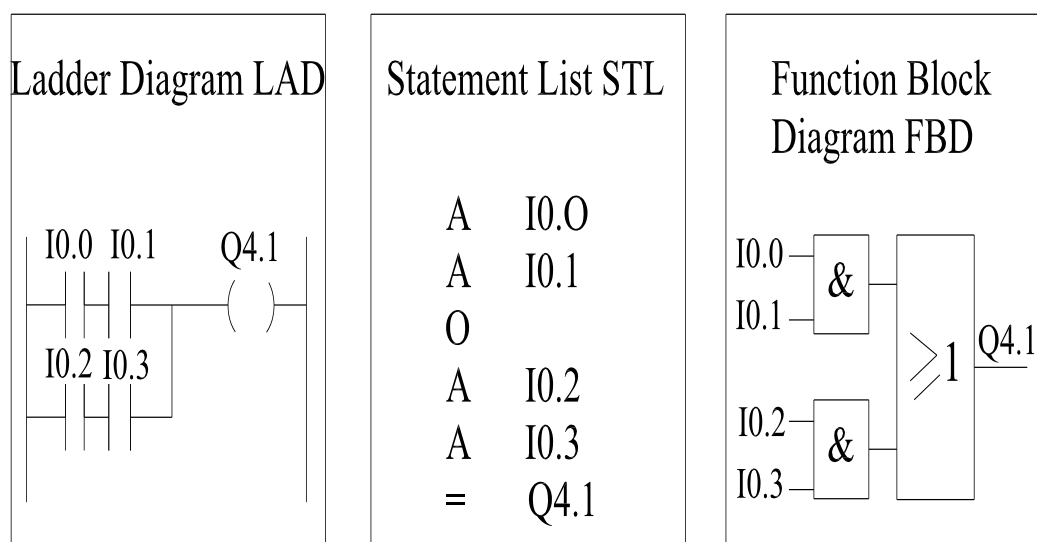 Ladder Diagram LAD
I0.0 I0.1 Q4.1
I0.2 I0.3
Statement List STL
A I0.O
A I0.1
O
A I0.2
A I0.3
= Q4.1
Function Block
Diagram FBD
I0.0
&
I0.1
≥1 Q4.1
I0.2
&
I0.3